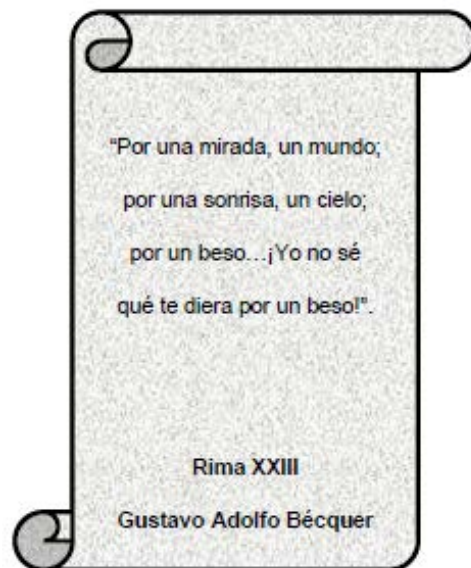 “Por una mirada, un mundo;
por una sonrisa, un cielo;
por un beso…¡Yo no sé
qué te diera por un beso!”.
Rima XXIII
Gustavo Adolfo Bécquer